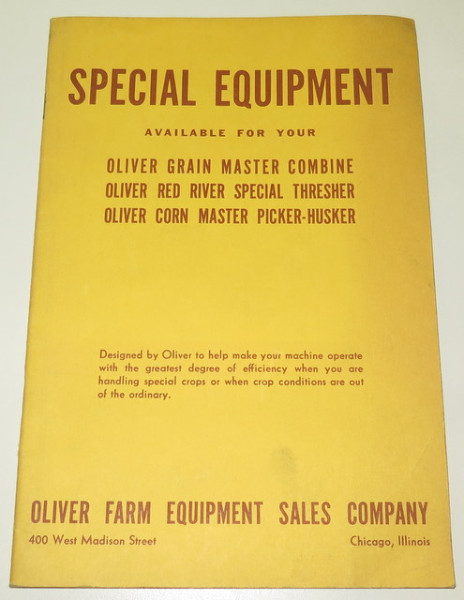 SPECIAL EQUIPMENT
AVAILABLE FOR YOUR
OLIVER GRAIN MASTER COMBINE
OLIVER RED RIVER SPECIAL THRESHER
OLIVER CORN MASTER PICKER-HUSKER
Designed by Oliver to help make your machine operate
with the greatest degree of efficiency when you are
handling special crops or when crop conditions are out
of the ordinary.
OLIVER FARM EQUIPMENT SALES COMPANY
400 West Madison Street Chicago, Illinois